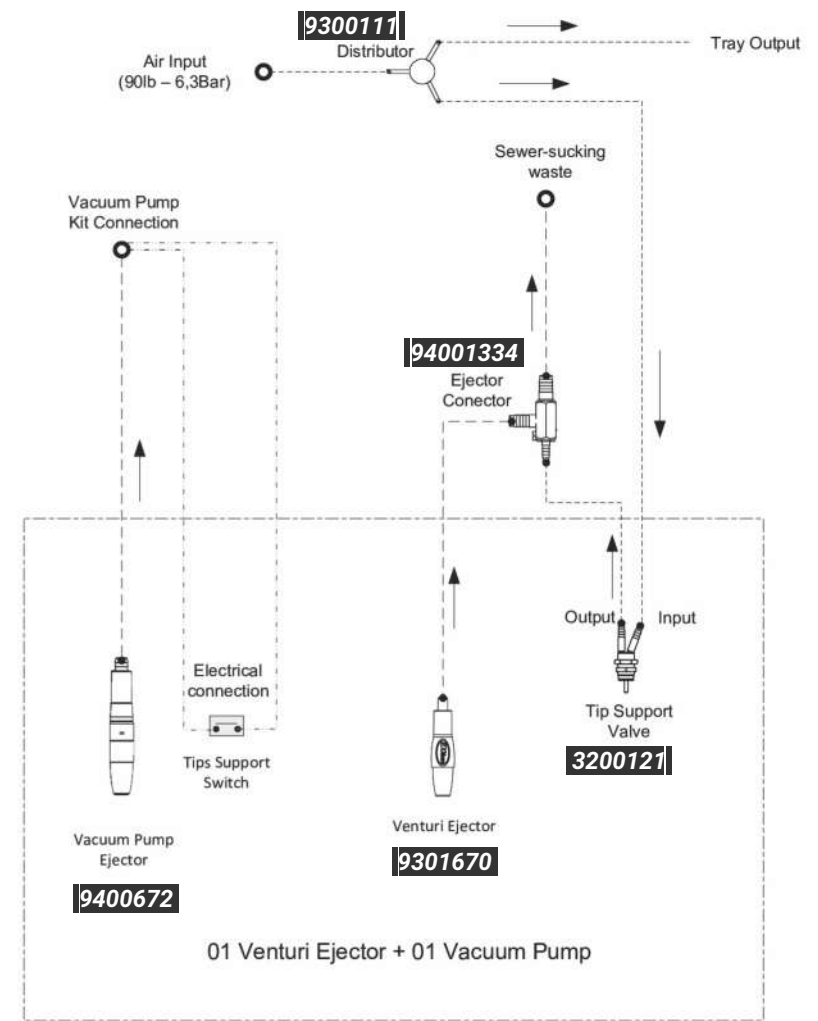 9300111
Distributor
Air Input
(90lb – 6,3Bar)
Tray Output
Sewer-sucking
waste
Vacuum Pump
Kit Connection
94001334
Ejector
Conector
Output
Input
Electrical
connection
Tip Support
Valve
3200121
Tips Support
Switch
Venturi Ejector
9301670
Vacuum Pump
Ejector
9400672
01 Venturi Ejector + 01 Vacuum Pump